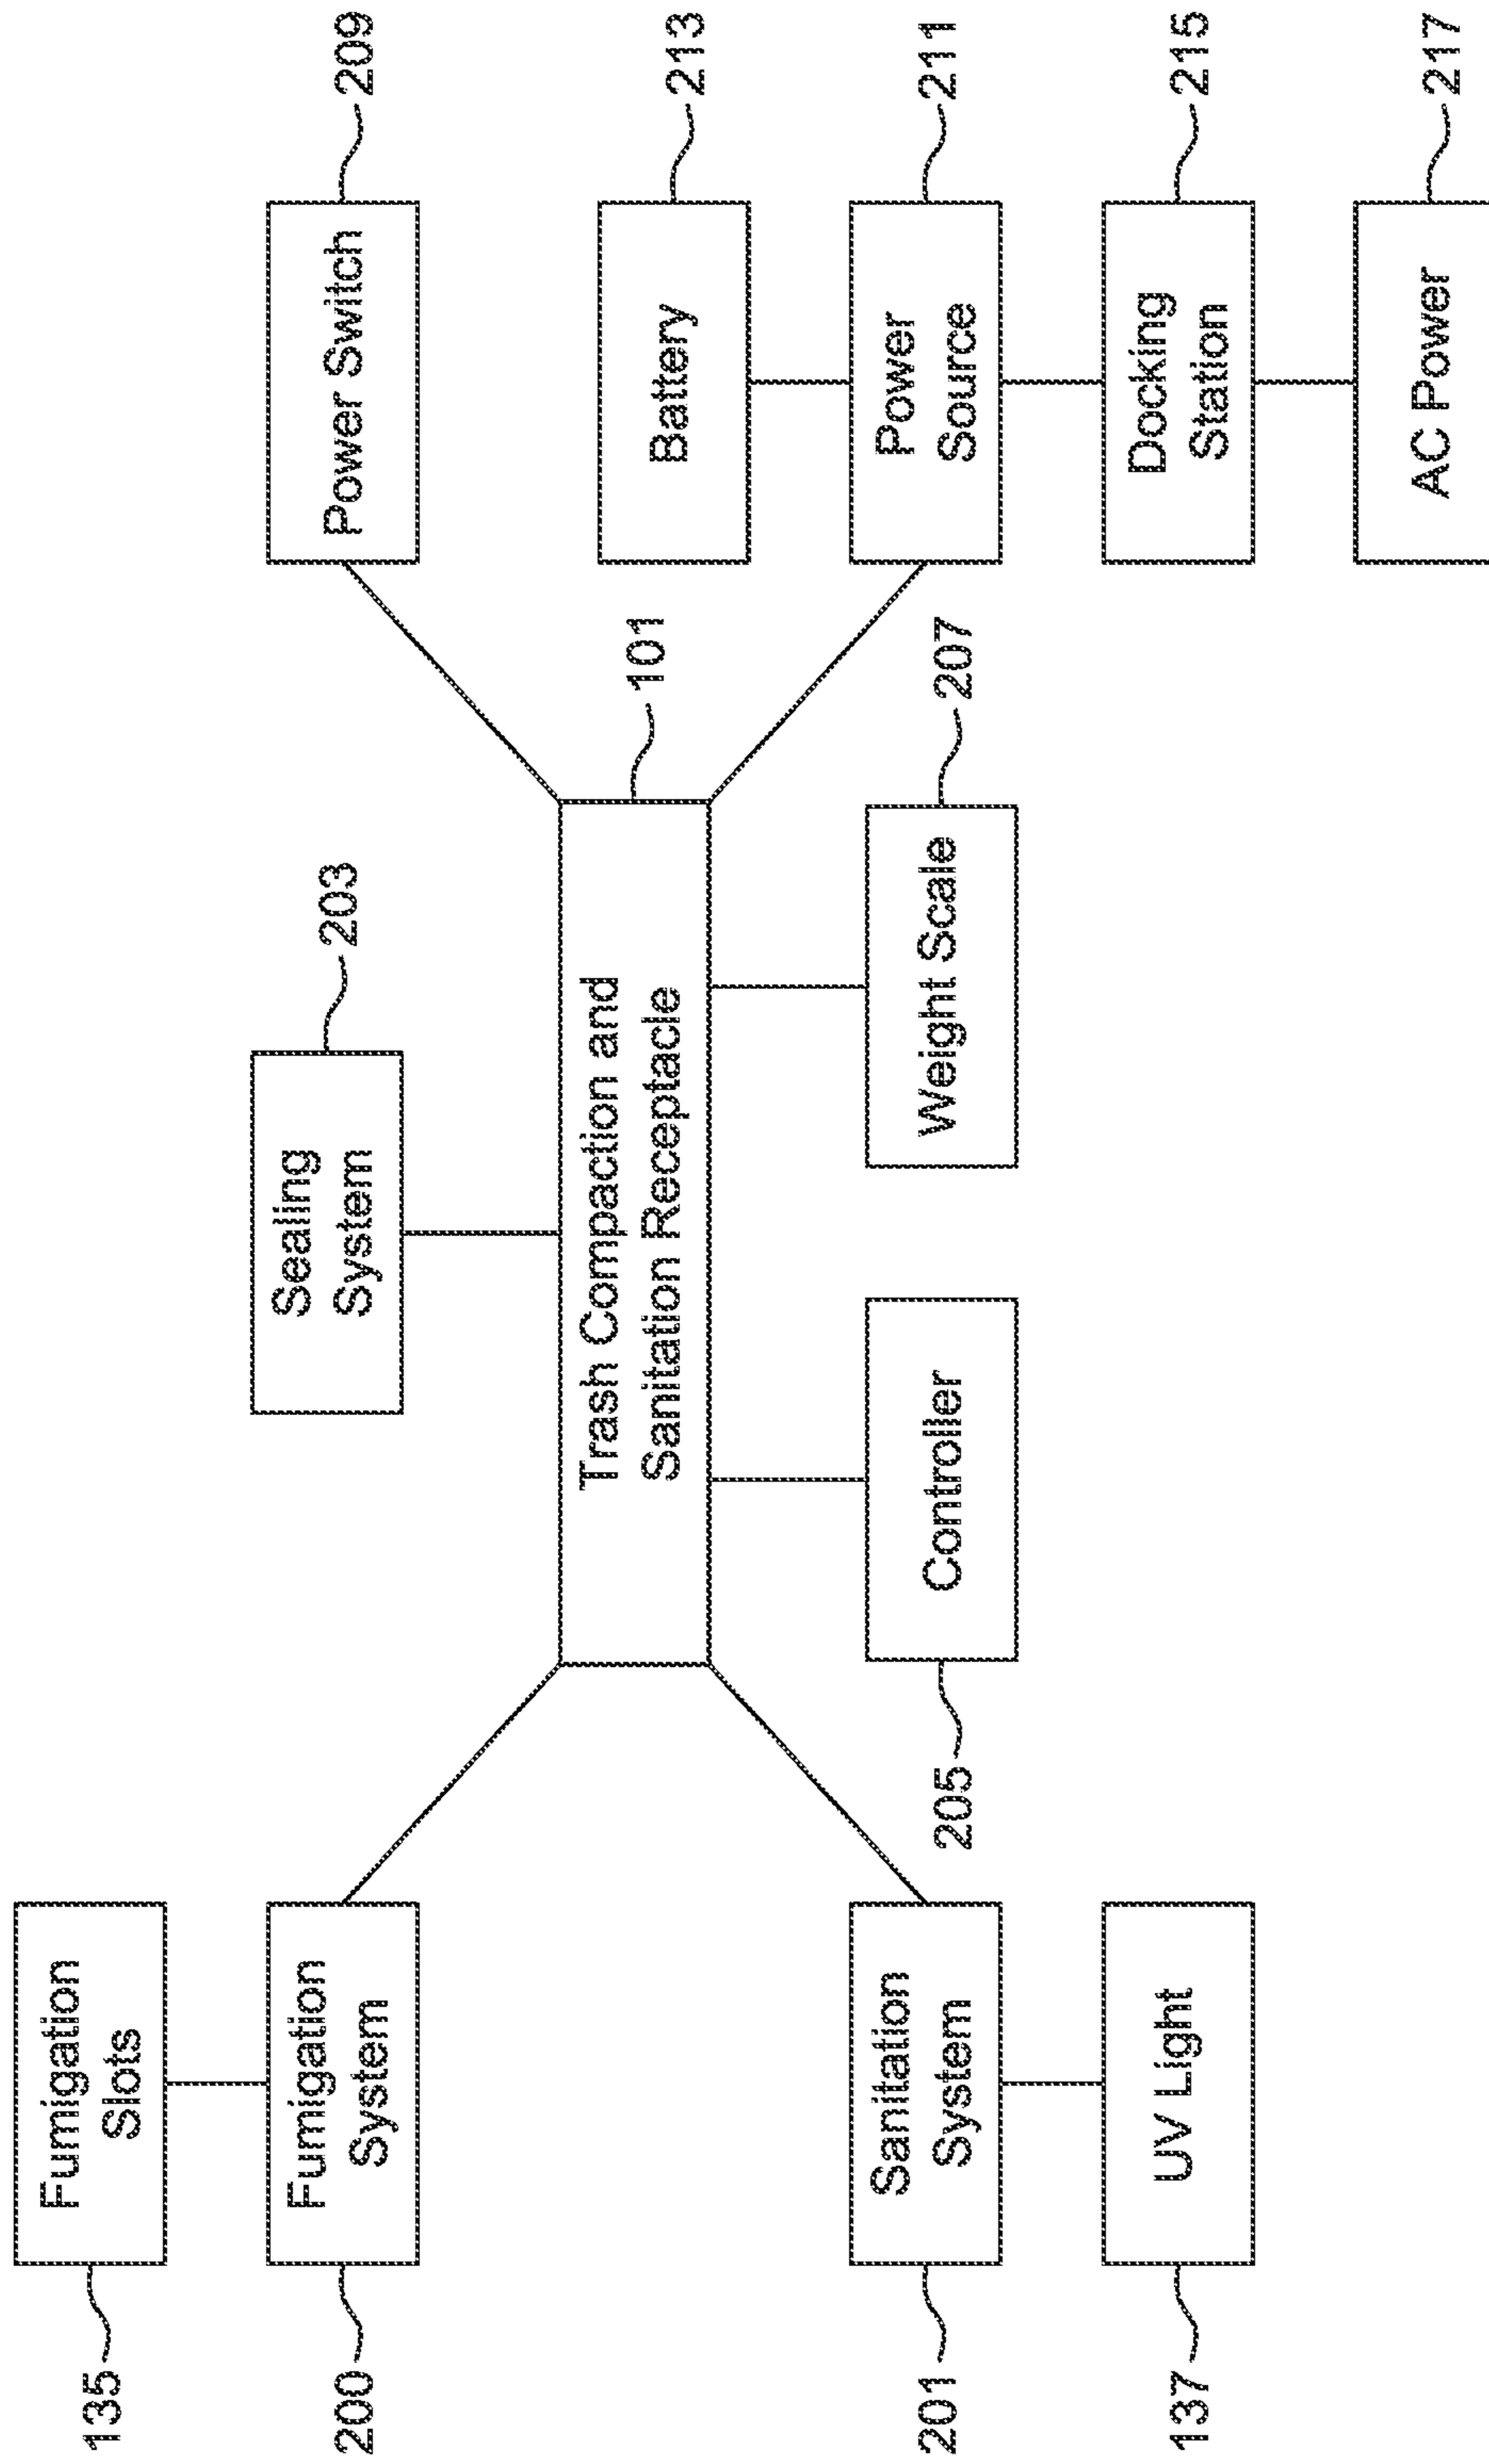 135
Fumigation
Slots
200
Fumigation
System
203
Sealing
System
209
Power Switch
101
Trash Compaction and
Sanitation Receptacle
213
Battery
201
Sanitation
System
205
Controller
207
Weight Scale
211
Power
Source
137
UV Light
215
Docking
Station
217
AC Power